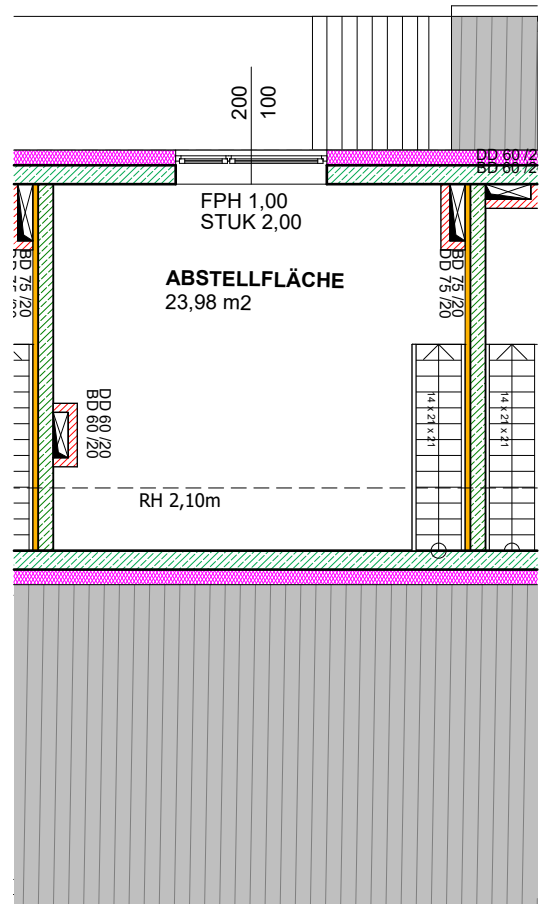 200
100
DD 60 /2
BD 60 /2
FPH 1,00
STUK 2,00
ABSTELLFLÄCHE
23,98 m2
BD 75 /20
BD 75 /20
DD 75 /20
DD 60 /20
BD 60 /20
14 x 21 x 21
14 x 21 x 21
RH 2,10m